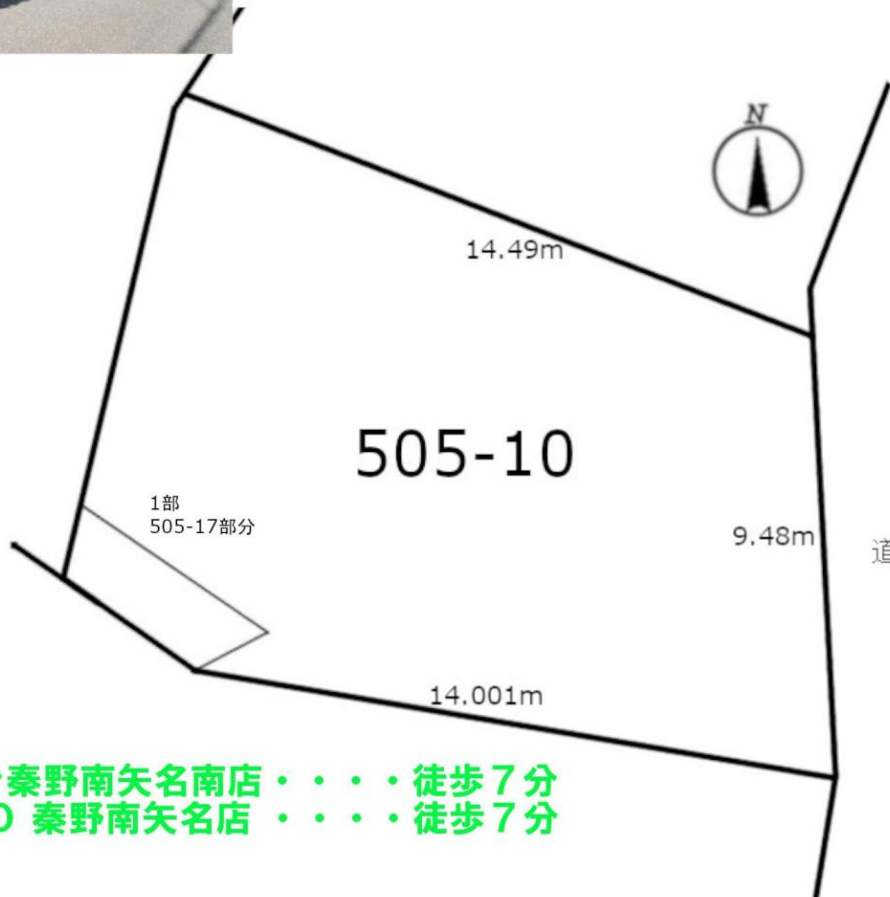 N
14.49m
505-10
1部
505-17部分
9.48m
道
14.001m
秦野南矢名南店・・・・徒歩７分
秦野南矢名店 ・・・・徒歩７分